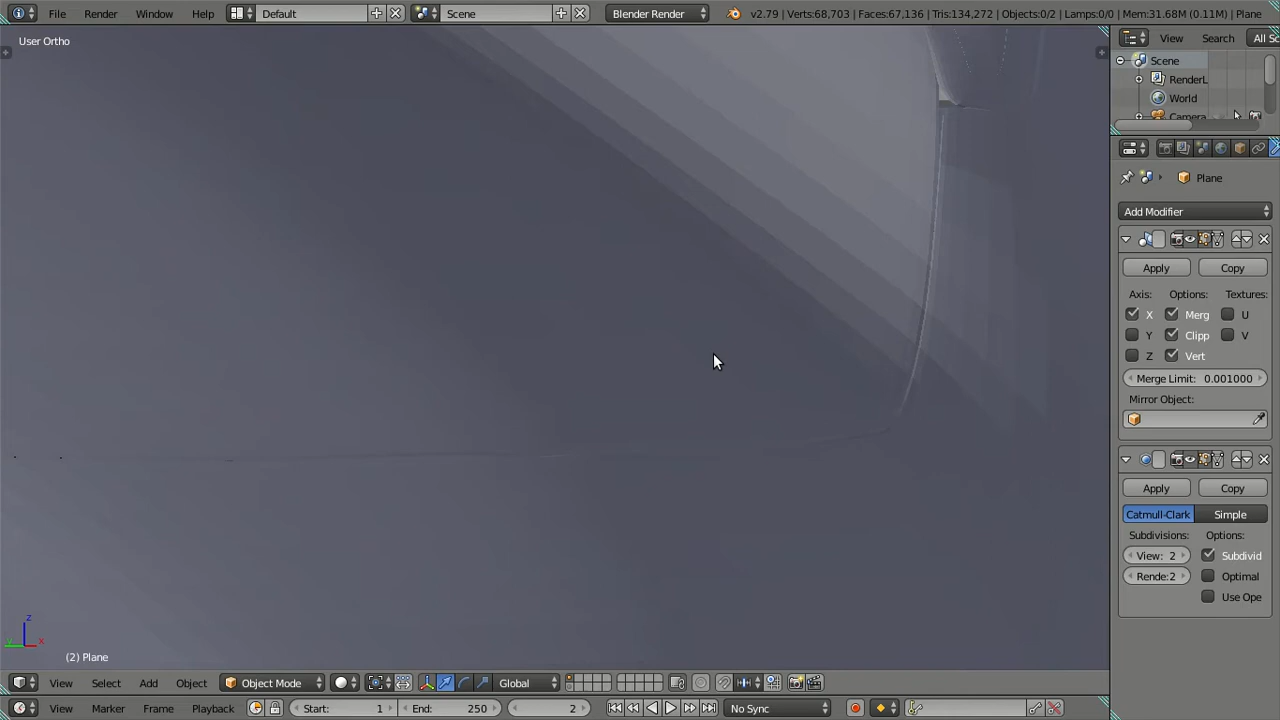 File Render Window Help Default Scene Blender Render v2.79 | Verts:68,703 | Faces:67,136 | Tris:134,272 | Objects:0/2 | Lamps:0/0 | Mem:31.68M (0.11M) | Plane
User Ortho
View Search All Sc
Scene
RenderL
World
Camera
Plane
Add Modifier
Apply Copy
Axis: Options: Textures:
X Merg U
Y Clipp V
Z Vert
Merge Limit: 0.001000
Mirror Object:
Apply Copy
Catmull-Clark Simple
Subdivisions: Options:
View: 2 Subdivid
Rende:2 Optimal
Use Ope
z
y x
(2) Plane
View Select Add Object Object Mode Global
View Marker Frame Playback Start: 1 End: 250 2 No Sync